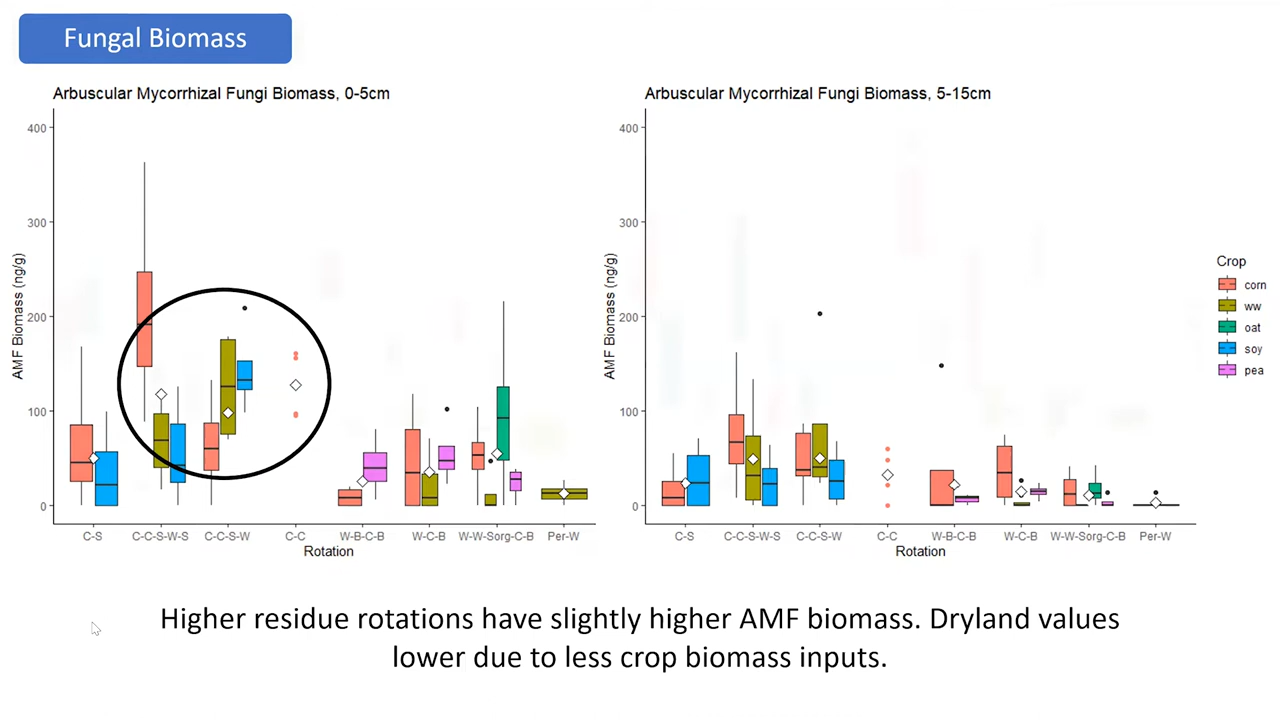 Fungal Biomass
Arbuscular Mycorrhizal Fungi Biomass, 0-5cm
400
300
200
100
0
AMF Biomass (ng/g)
C-S
C-C-S-W-S
C-C-S-W
C-C
W-B-C-B
W-C-B
W-W-Sorg-C-B
Per-W
Rotation
Arbuscular Mycorrhizal Fungi Biomass, 5-15cm
400
300
200
100
0
AMF Biomass (ng/g)
C-S
C-C-S-W-S
C-C-S-W
C-C
W-B-C-B
W-C-B
W-W-Sorg-C-B
Per-W
Rotation
Crop
corn
ww
oat
soy
pea
Higher residue rotations have slightly higher AMF biomass. Dryland values
lower due to less crop biomass inputs.